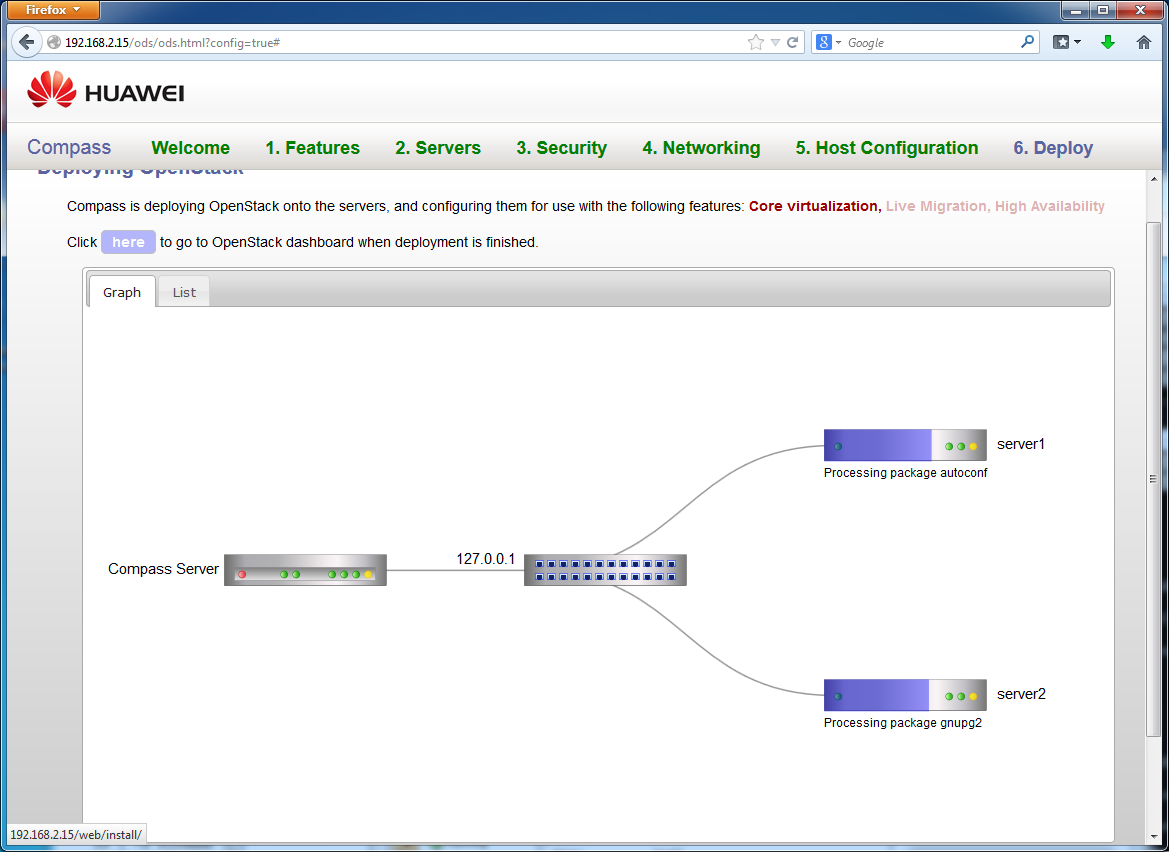 Firefox
192.168.2.15/ods/ods.html?config=true#
Google
HUAWEI
Compass Welcome 1. Features 2. Servers 3. Security 4. Networking 5. Host Configuration 6. Deploy
Deploying OpenStack
Compass is deploying OpenStack onto the servers, and configuring them for use with the following features: Core virtualization, Live Migration, High Availability
Click here to go to OpenStack dashboard when deployment is finished.
Graph List
server1
Processing package autoconf
127.0.0.1
Compass Server
server2
Processing package gnupg2
192.168.2.15/web/install/